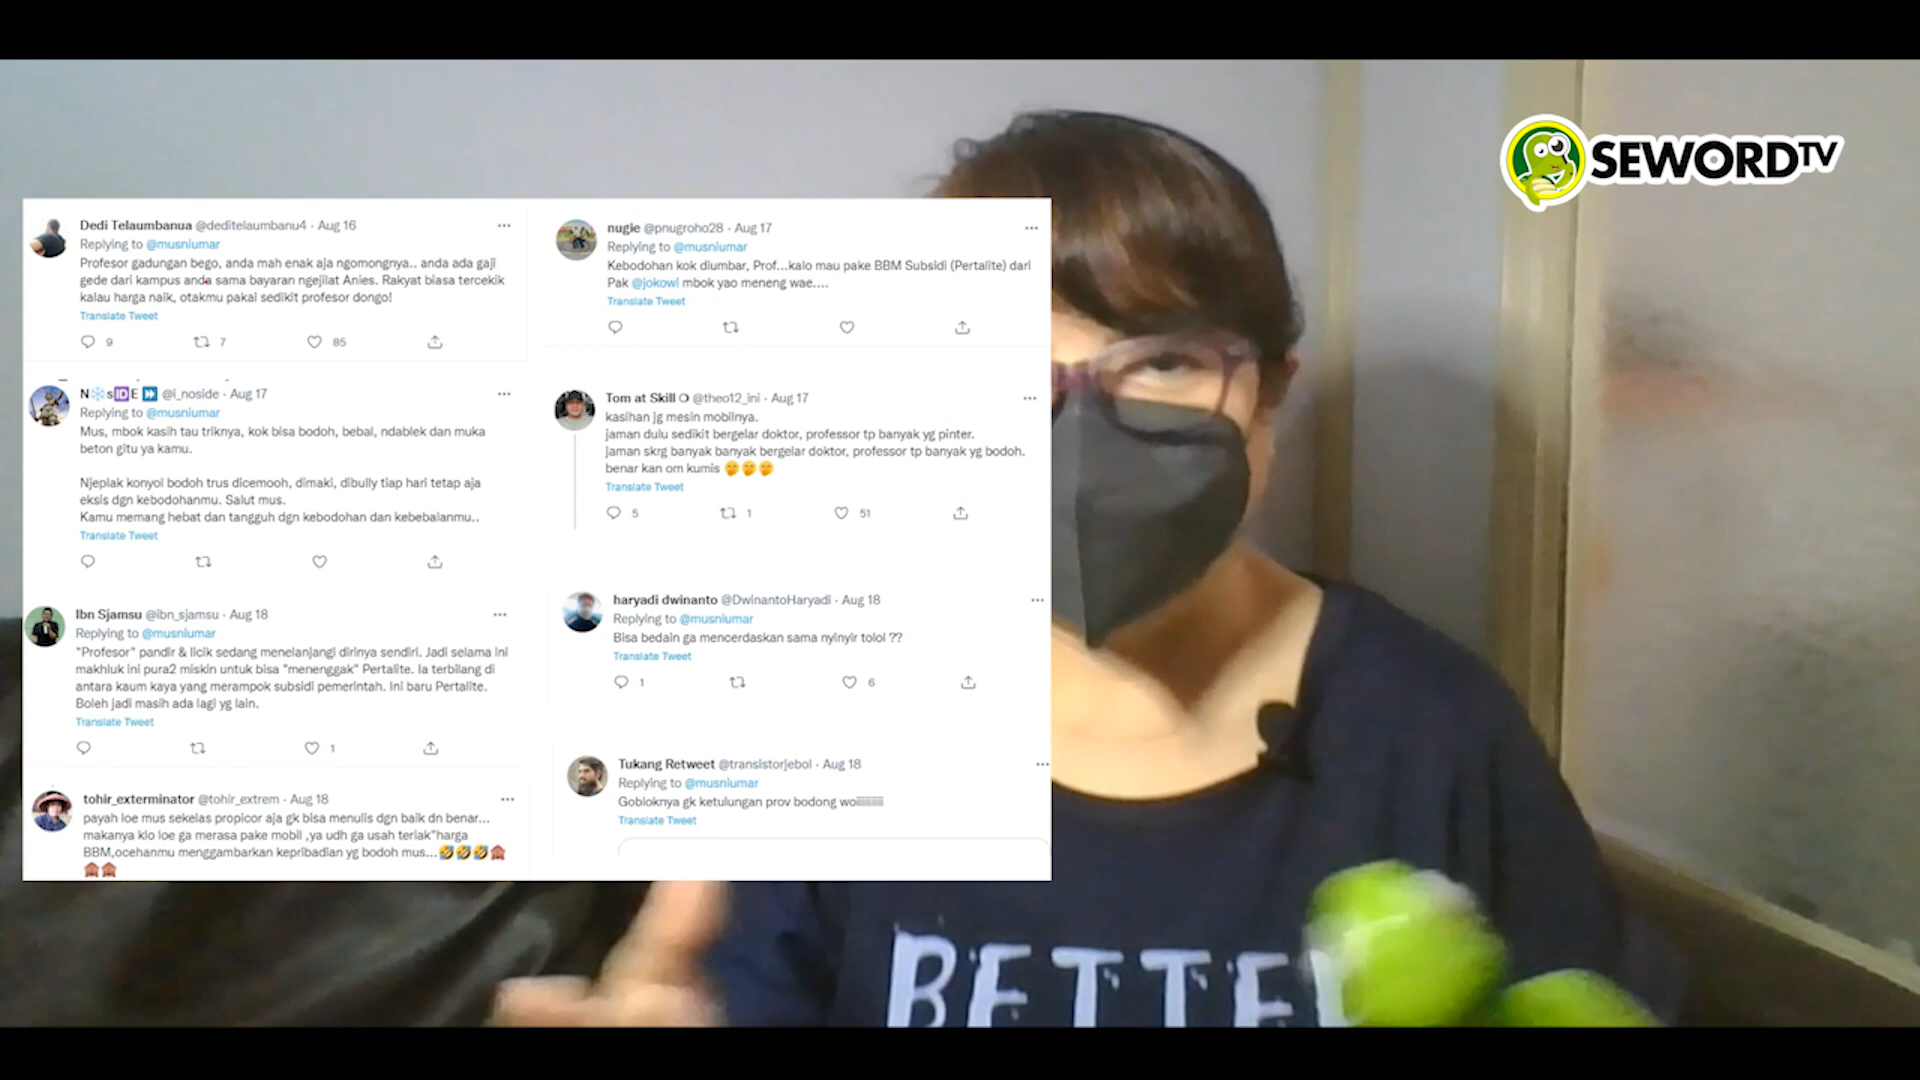 SEWORDTV
Dedi Telaumbanua @deditelaumbanu4 · Aug 16
Replying to @musniumar
Profesor gadungan bego, anda mah enak aja ngomongnya.. anda ada gaji
gede dari kampus anda sama bayaran ngejilat Anies. Rakyat biasa tercekik
kalau harga naik, otakmu pakai sedikit profesor dongo!
Translate Tweet
9 7 85
N❄sIDE @i_noside · Aug 17
Replying to @musniumar
Mus, mbok kasih tau triknya, kok bisa bodoh, bebal, ndablek dan muka
beton gitu ya kamu.
Njeplak konyol bodoh trus dicemooh, dimaki, dibully tiap hari tetap aja
eksis dgn kebodohanmu. Salut mus.
Kamu memang hebat dan tangguh dgn kebodohan dan kebebalanmu..
Translate Tweet
Ibn Sjamsu @ibn_sjamsu · Aug 18
Replying to @musniumar
"Profesor" pandir & licik sedang menelanjangi dirinya sendiri. Jadi selama ini
makhluk ini pura2 miskin untuk bisa "menenggak" Pertalite. Ia terbilang di
antara kaum kaya yang merampok subsidi pemerintah. Ini baru Pertalite.
Boleh jadi masih ada lagi yg lain.
Translate Tweet
1
tohir_exterminator @tohir_extrem · Aug 18
payah loe mus sekelas propicor aja gk bisa menulis dgn baik dn benar...
makanya klo loe ga merasa pake mobil ,ya udh ga usah teriak"harga
BBM,ocehanmu menggambarkan kepribadian yg bodoh mus...🤣🤣🤣🙈
🙈🙈
nugie @pnugroho28 · Aug 17
Replying to @musniumar
Kebodohan kok diumbar, Prof...kalo mau pake BBM Subsidi (Pertalite) dari
Pak @jokowi mbok yao meneng wae....
Translate Tweet
Tom at Skill @theo12_ini · Aug 17
kasihan jg mesin mobilnya.
jaman dulu sedikit bergelar doktor, professor tp banyak yg pinter.
jaman skrg banyak banyak bergelar doktor, professor tp banyak yg bodoh.
benar kan om kumis 🤭🤭🤭
Translate Tweet
5 1 51
haryadi dwinanto @DwinantoHaryadi · Aug 18
Replying to @musniumar
Bisa bedain ga mencerdaskan sama nyinyir tolol ??
Translate Tweet
1 6
Tukang Retweet @transistorjebol · Aug 18
Replying to @musniumar
Gobloknya gk ketulungan prov bodong woiiiiiiiii
Translate Tweet
BETTE